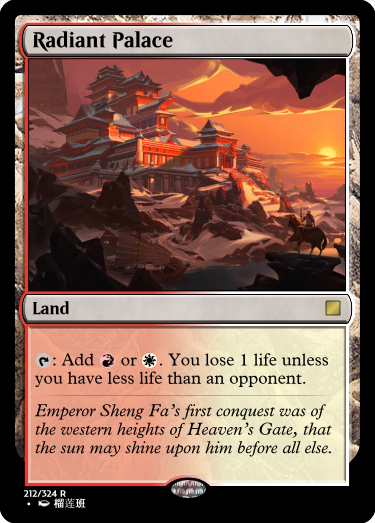 Radiant Palace
Land
: Add or . You lose 1 life unless
you have less life than an opponent.
Emperor Sheng Fa's first conquest was of
the western heights of Heaven's Gate, that
the sun may shine upon him before all else.
212/324 R
• 榴莲班